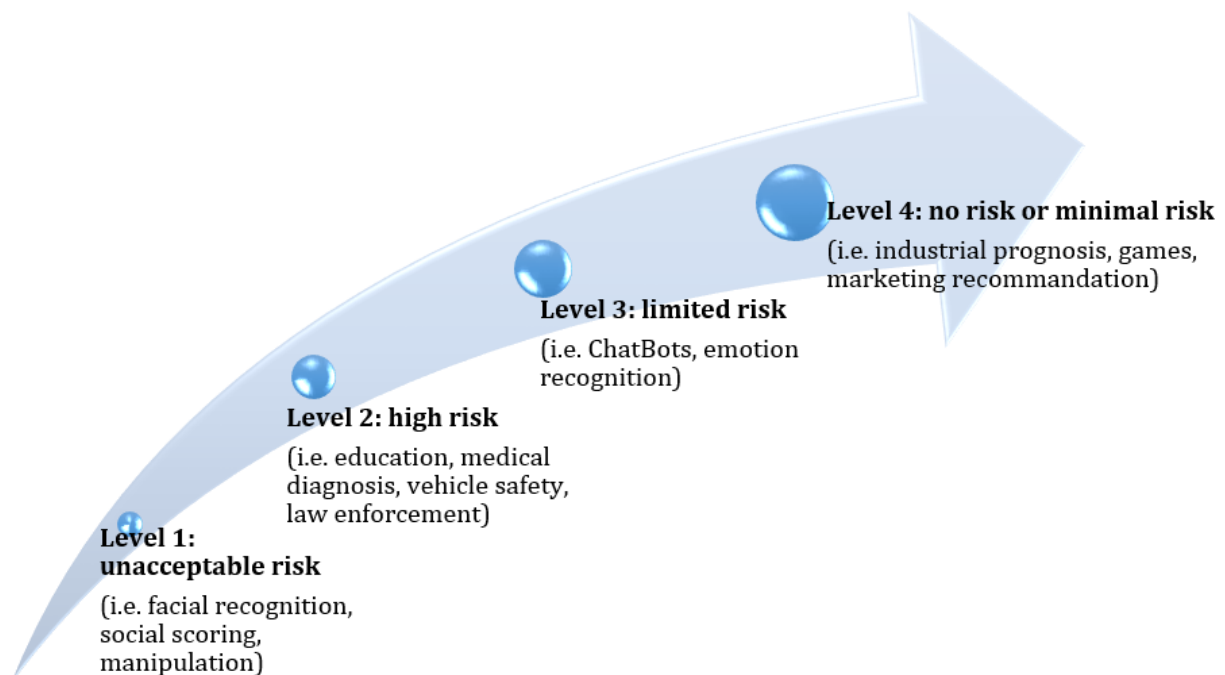 Level 4: no risk or minimal risk
(i.e. industrial prognosis, games,
marketing recommandation)
Level 3: limited risk
(i.e. ChatBots, emotion
recognition)
Level 2: high risk
(i.e. education, medical
diagnosis, vehicle safety,
law enforcement)
Level 1:
unacceptable risk
(i.e. facial recognition,
social scoring,
manipulation)